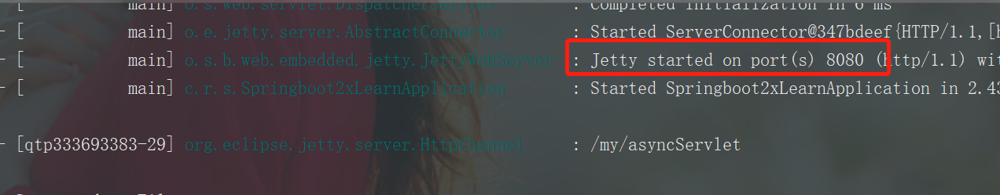 main] o.s.web.servlet.DispatcherServlet : Completed initialization in 6 ms
- [ main] o.e.jetty.server.AbstractConnector : Started ServerConnector@347bdeef{HTTP/1.1,[h
- [ main] o.s.b.web.embedded.jetty.JettyWebServer : Jetty started on port(s) 8080 (http/1.1) wit
- [ main] c.r.s.Springboot2xLearnApplication : Started Springboot2xLearnApplication in 2.43
- [qtp333693383-29] org.eclipse.jetty.server.HttpChannel : /my/asyncServlet